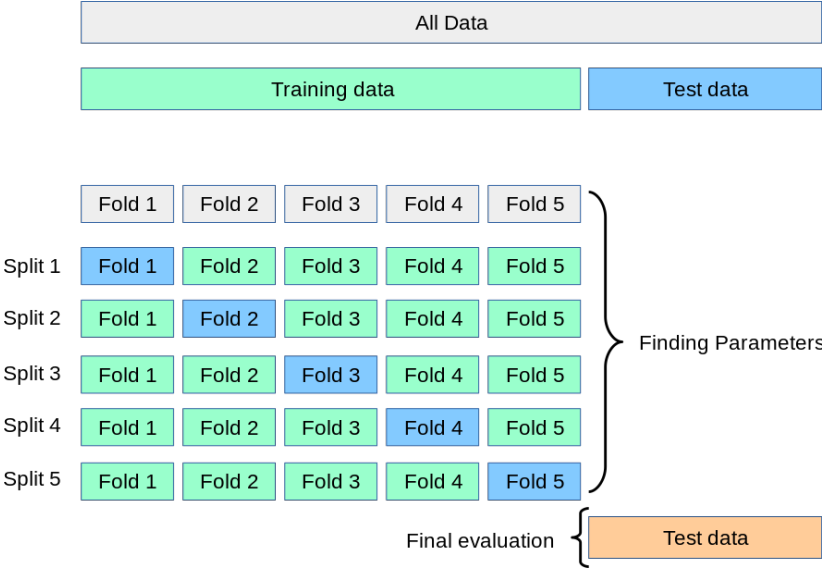 All Data
Training data Test data
Fold 1 Fold 2 Fold 3 Fold 4 Fold 5
Split 1 Fold 1 Fold 2 Fold 3 Fold 4 Fold 5
Split 2 Fold 1 Fold 2 Fold 3 Fold 4 Fold 5
Finding Parameters
Split 3 Fold 1 Fold 2 Fold 3 Fold 4 Fold 5
Split 4 Fold 1 Fold 2 Fold 3 Fold 4 Fold 5
Split 5 Fold 1 Fold 2 Fold 3 Fold 4 Fold 5
Final evaluation Test data